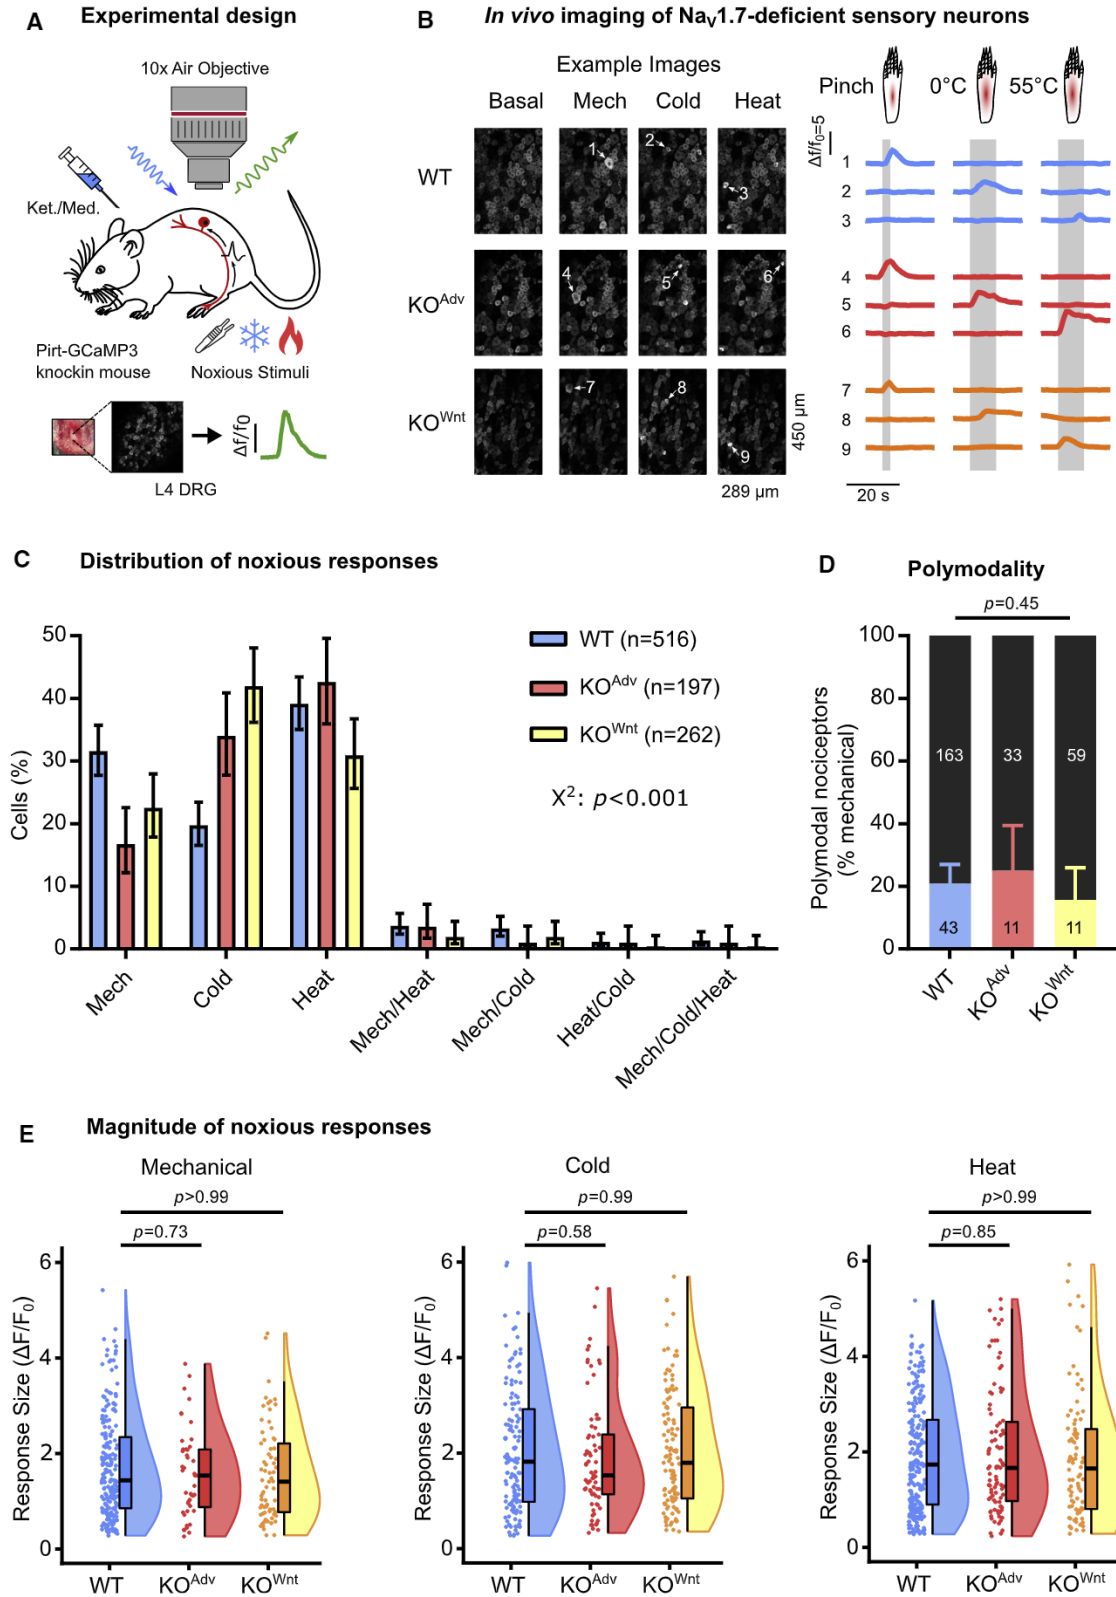 A
Experimental design
10x Air Objective
Ket./Med.
Pirt-GCaMP3
knockin mouse
Noxious Stimuli
Δf/f0
L4 DRG
B
In vivo imaging of NaV1.7-deficient sensory neurons
Example Images
Basal Mech Cold Heat
WT
KOAdv
KOWnt
1
2
3
4
5
6
7
8
9
450 µm
289 µm
Pinch 0°C 55°C
Δf/f0=5
1
2
3
4
5
6
7
8
9
20 s
C
Distribution of noxious responses
Cells (%)
50
40
30
20
10
0
WT (n=516)
KOAdv (n=197)
KOWnt (n=262)
X2: p<0.001
Mech
Cold
Heat
Mech/Heat
Mech/Cold
Heat/Cold
Mech/Cold/Heat
D
Polymodality
p=0.45
Polymodal nociceptors
(% mechanical)
100
80
60
40
20
0
163 33 59
43 11 11
WT
KOAdv
KOWnt
E
Magnitude of noxious responses
Mechanical
p>0.99
p=0.73
Response Size (ΔF/F0)
6
4
2
0
WT KOAdv KOWnt
Cold
p=0.99
p=0.58
Response Size (ΔF/F0)
6
4
2
0
WT KOAdv KOWnt
Heat
p>0.99
p=0.85
Response Size (ΔF/F0)
6
4
2
0
WT KOAdv KOWnt